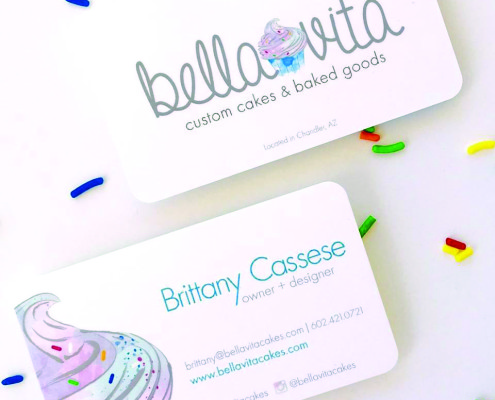 bella vita
custom cakes & baked goods
Located in Chandler, AZ
Brittany Cassese
owner + designer
brittany@bellavitacakes.com | 602.421.0721
www.bellavitacakes.com
@bellavitacakes